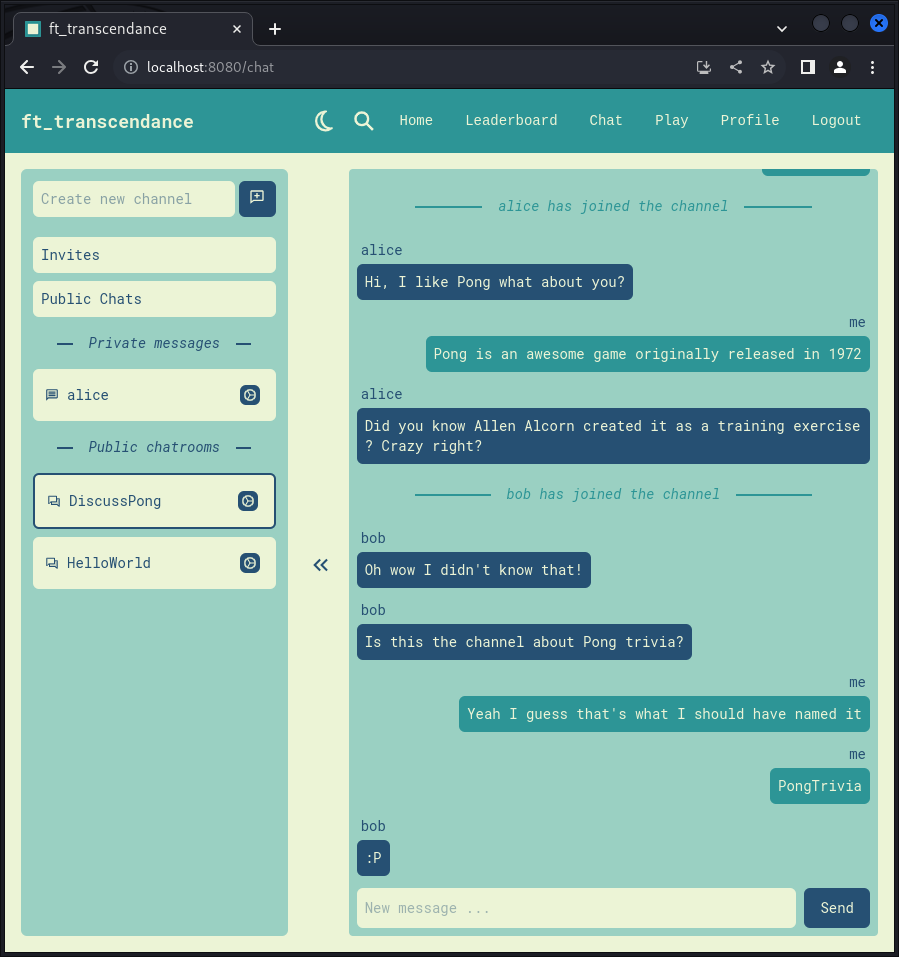 ft_transcendance
localhost:8080/chat
ft_transcendance Home Leaderboard Chat Play Profile Logout
Create new channel
Invites
Public Chats
Private messages
alice
Public chatrooms
DiscussPong
HelloWorld
alice has joined the channel
alice
Hi, I like Pong what about you?
me
Pong is an awesome game originally released in 1972
alice
Did you know Allen Alcorn created it as a training exercise
? Crazy right?
bob has joined the channel
bob
Oh wow I didn't know that!
bob
Is this the channel about Pong trivia?
me
Yeah I guess that's what I should have named it
me
PongTrivia
bob
:P
New message ... Send